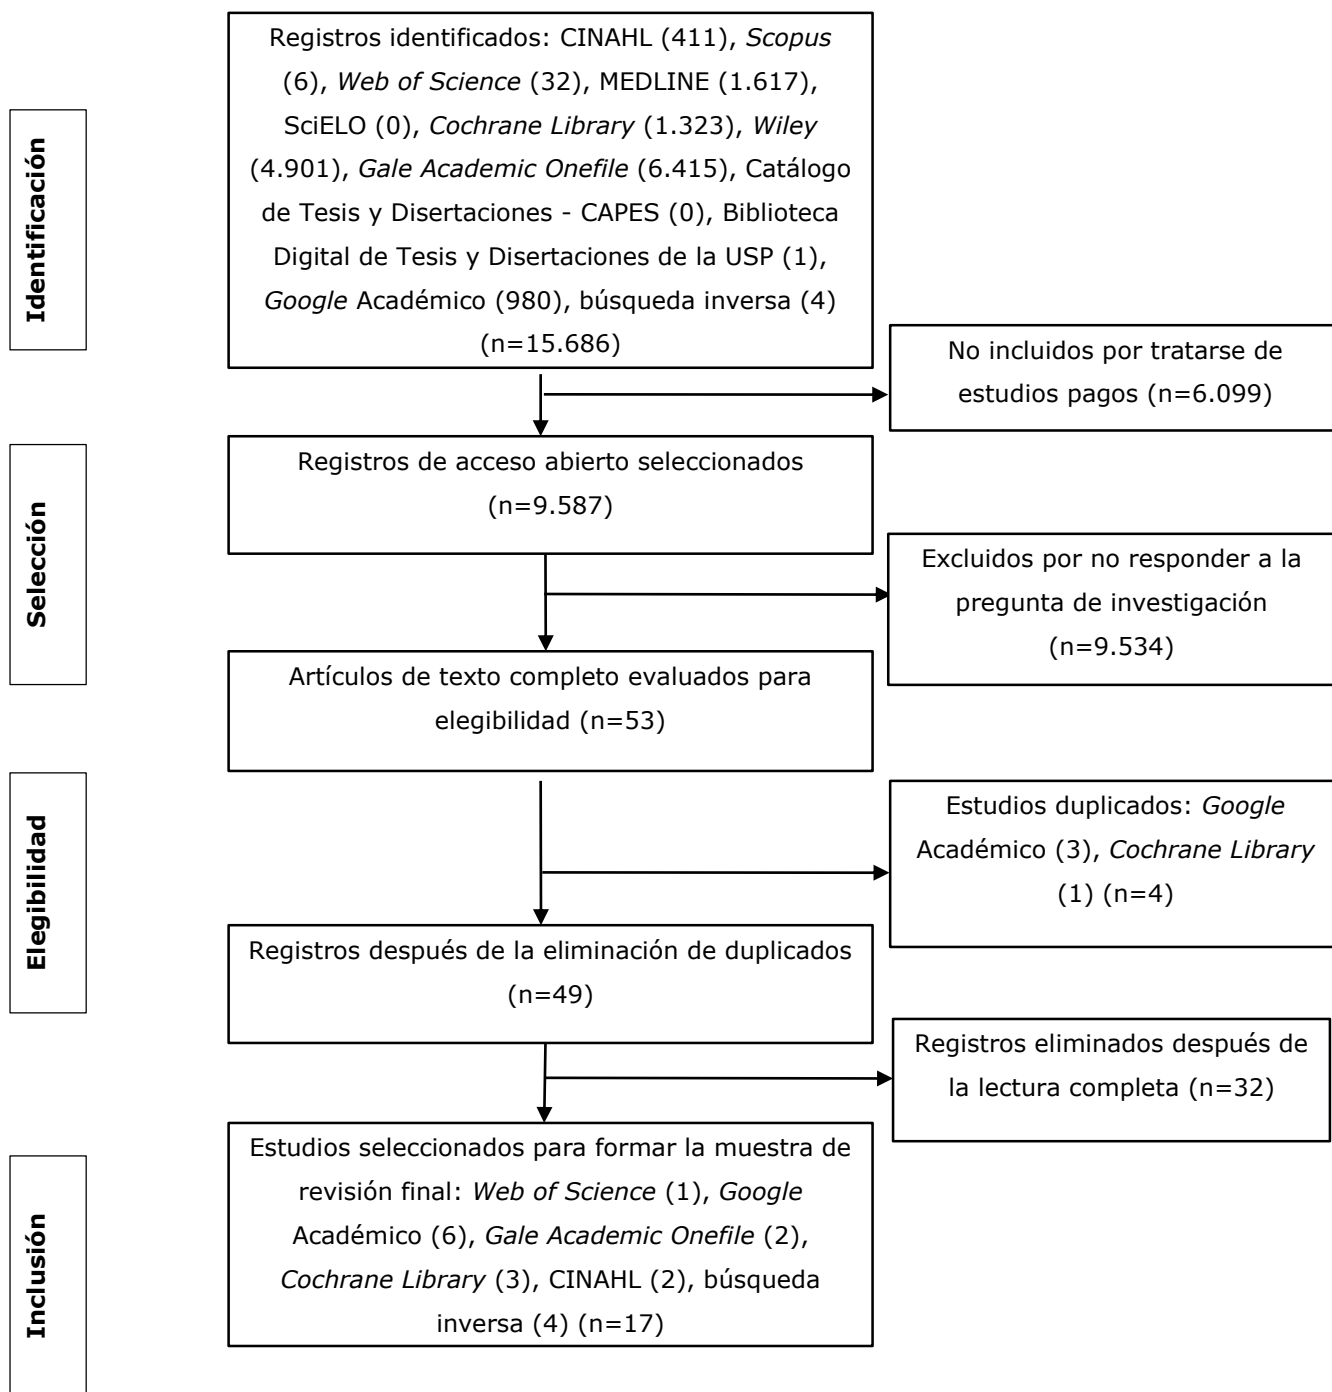 Identificación
Registros identificados: CINAHL (411), Scopus
(6), Web of Science (32), MEDLINE (1.617),
SciELO (0), Cochrane Library (1.323), Wiley
(4.901), Gale Academic Onefile (6.415), Catálogo
de Tesis y Disertaciones - CAPES (0), Biblioteca
Digital de Tesis y Disertaciones de la USP (1),
Google Académico (980), búsqueda inversa (4)
(n=15.686)
No incluidos por tratarse de
estudios pagos (n=6.099)
Selección
Registros de acceso abierto seleccionados
(n=9.587)
Excluidos por no responder a la
pregunta de investigación
(n=9.534)
Artículos de texto completo evaluados para
elegibilidad (n=53)
Elegibilidad
Estudios duplicados: Google
Académico (3), Cochrane Library
(1) (n=4)
Registros después de la eliminación de duplicados
(n=49)
Registros eliminados después de
la lectura completa (n=32)
Inclusión
Estudios seleccionados para formar la muestra de
revisión final: Web of Science (1), Google
Académico (6), Gale Academic Onefile (2),
Cochrane Library (3), CINAHL (2), búsqueda
inversa (4) (n=17)